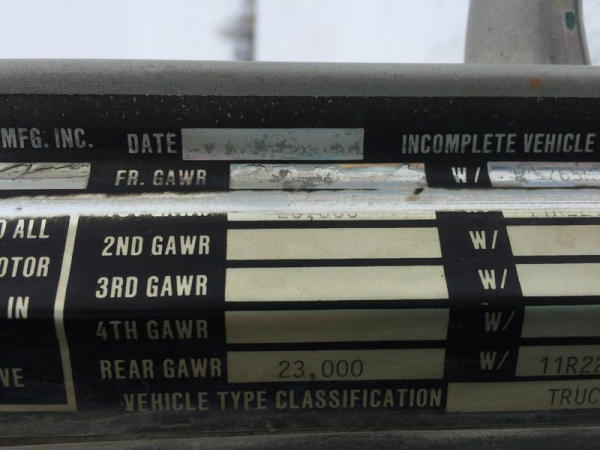 MFG. INC. DATE INCOMPLETE VEHICLE
FR. GAWR W/
2ND GAWR W/
ALL
3RD GAWR W/
OTOR
IN
4TH GAWR W/
REAR GAWR 23,000 W/ 11R22
VE
VEHICLE TYPE CLASSIFICATION TRUC